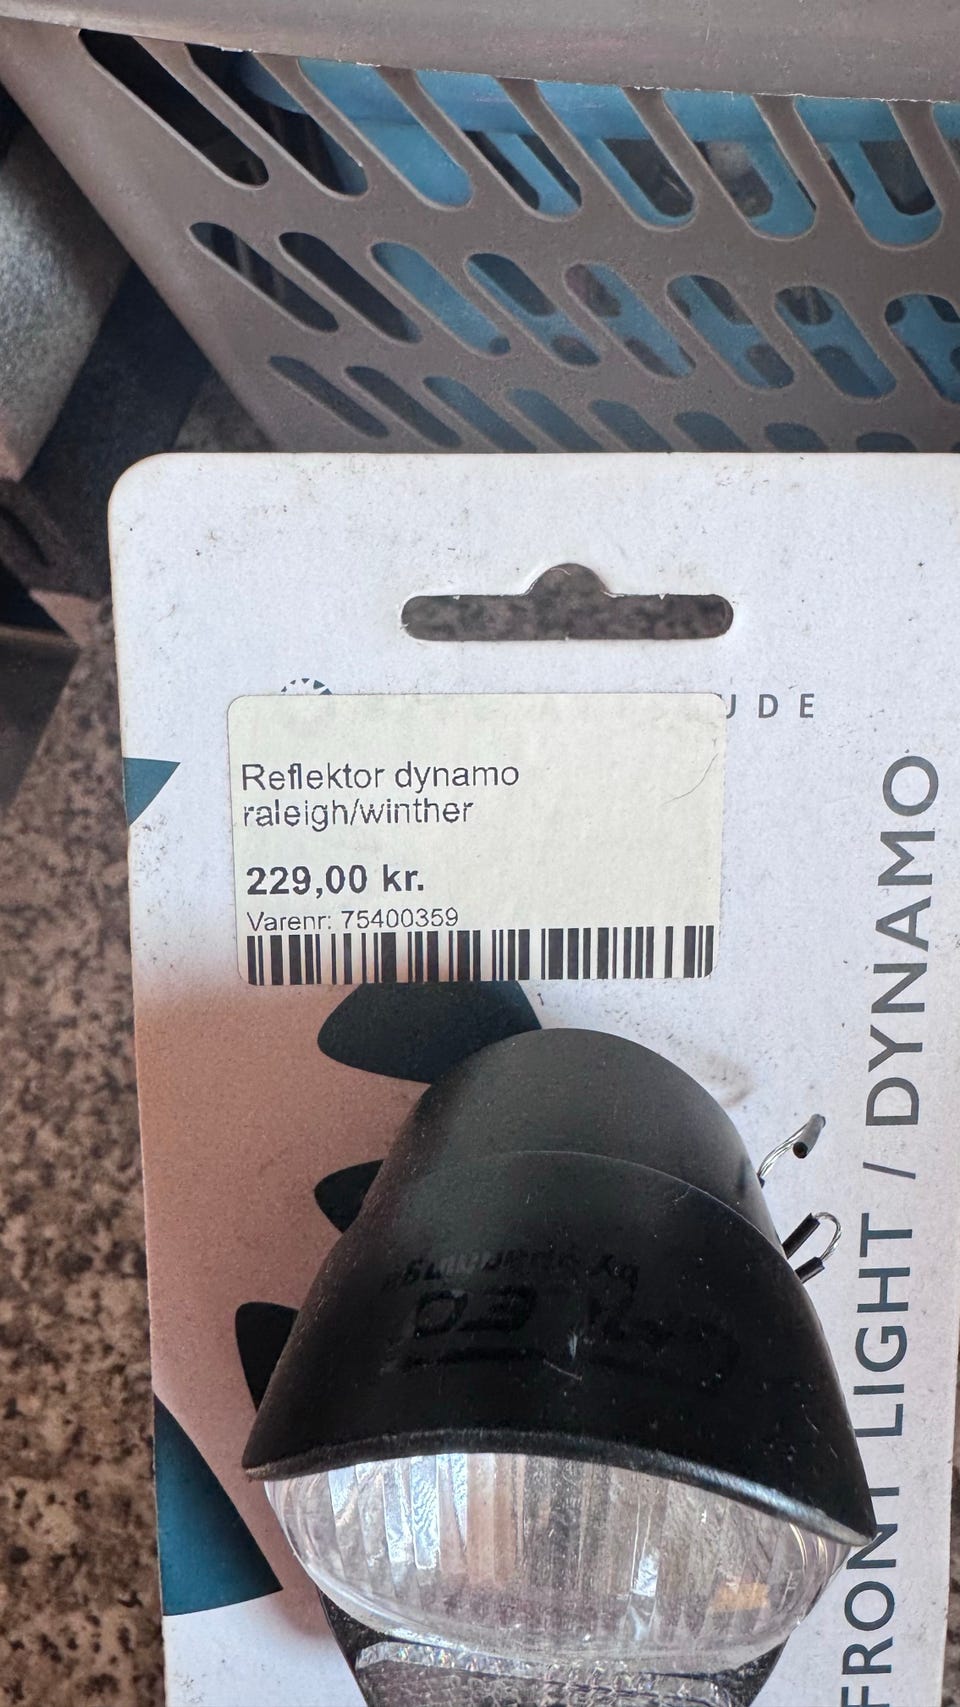 UDE
Reflektor dynamo
raleigh/winther
229,00 kr.
Varenr: 75400359
FRONT LIGHT / DYNAMO